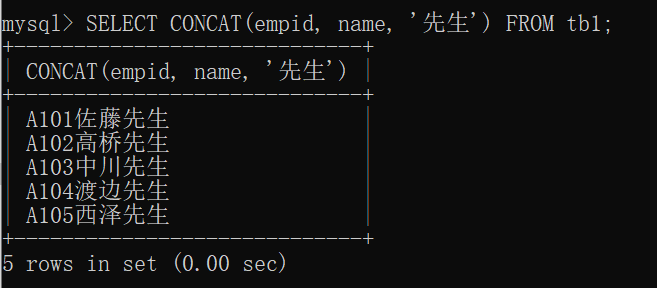 mysql> SELECT CONCAT(empid, name, '先生') FROM tb1;
+-----------------------------+
| CONCAT(empid, name, '先生') |
+-----------------------------+
| A101佐藤先生                |
| A102高桥先生                |
| A103中川先生                |
| A104渡边先生                |
| A105西泽先生                |
+-----------------------------+
5 rows in set (0.00 sec)